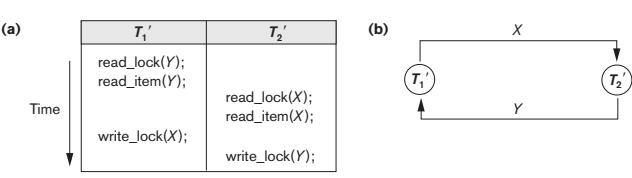 (a)
T₁′ T₂′
read_lock(Y);
read_item(Y);
read_lock(X);
read_item(X);
Time
write_lock(X);
write_lock(Y);
(b)
X
T₁′ T₂′
Y